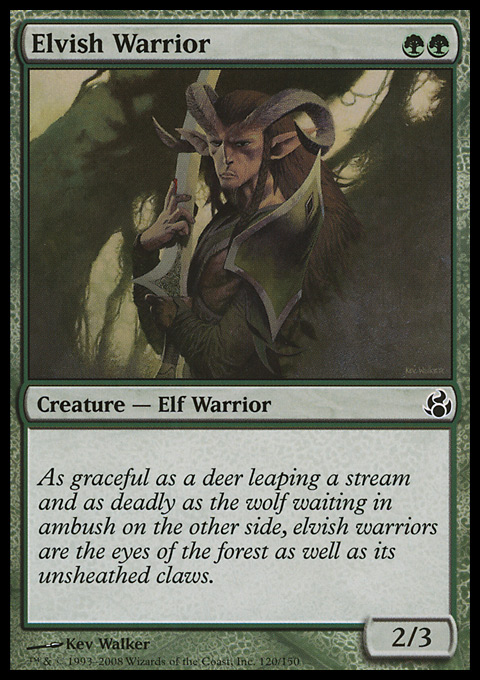 Elvish Warrior
Kev Walker
Creature — Elf Warrior
As graceful as a deer leaping a stream
and as deadly as the wolf waiting in
ambush on the other side, elvish warriors
are the eyes of the forest as well as its
unsheathed claws.
2/3
Kev Walker
™ & © 1993–2008 Wizards of the Coast, Inc. 120/150